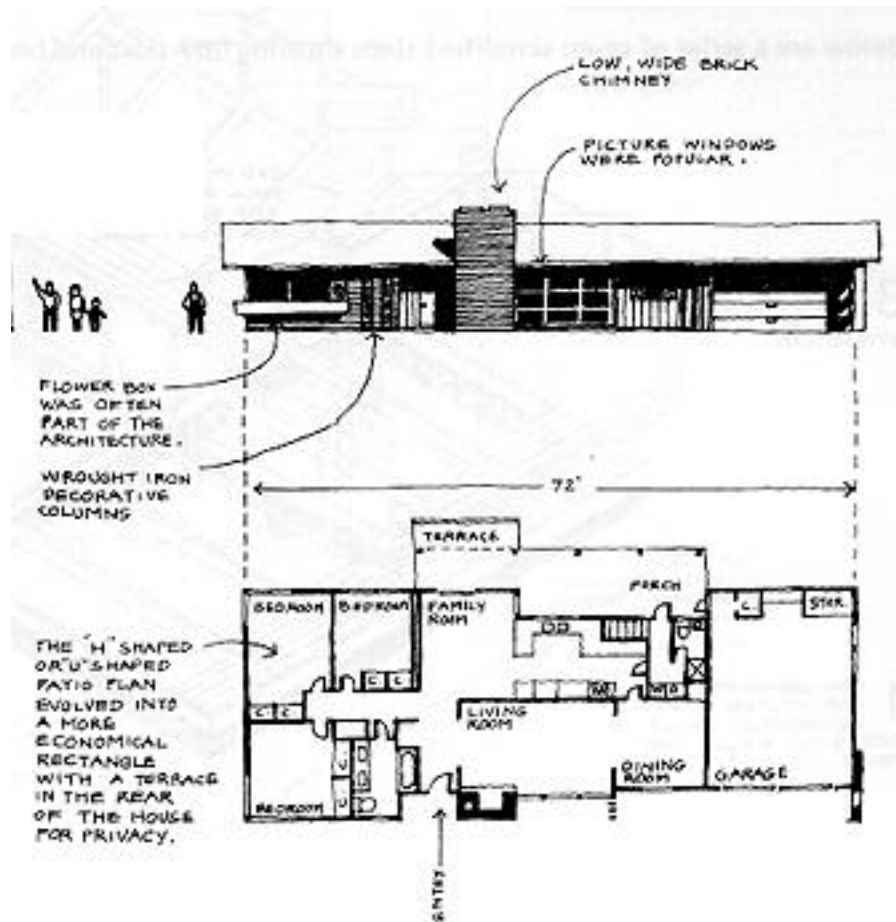 LOW, WIDE BRICK
CHIMNEY
PICTURE WINDOWS
WERE POPULAR.
FLOWER BOX
WAS OFTEN
PART OF THE
ARCHITECTURE.
WROUGHT IRON
DECORATIVE
COLUMNS
72'
TERRACE
PORCH
BEDROOM
BEDROOM
FAMILY
ROOM
C
STOR.
THE "H" SHAPED
OR "U" SHAPED
PATIO PLAN
EVOLVED INTO
A MORE
ECONOMICAL
RECTANGLE
WITH A TERRACE
IN THE REAR
OF THE HOUSE
FOR PRIVACY.
C C
C C
W D
LIVING
ROOM
DINING
ROOM
GARAGE
BEDROOM
C
C
ENTRY